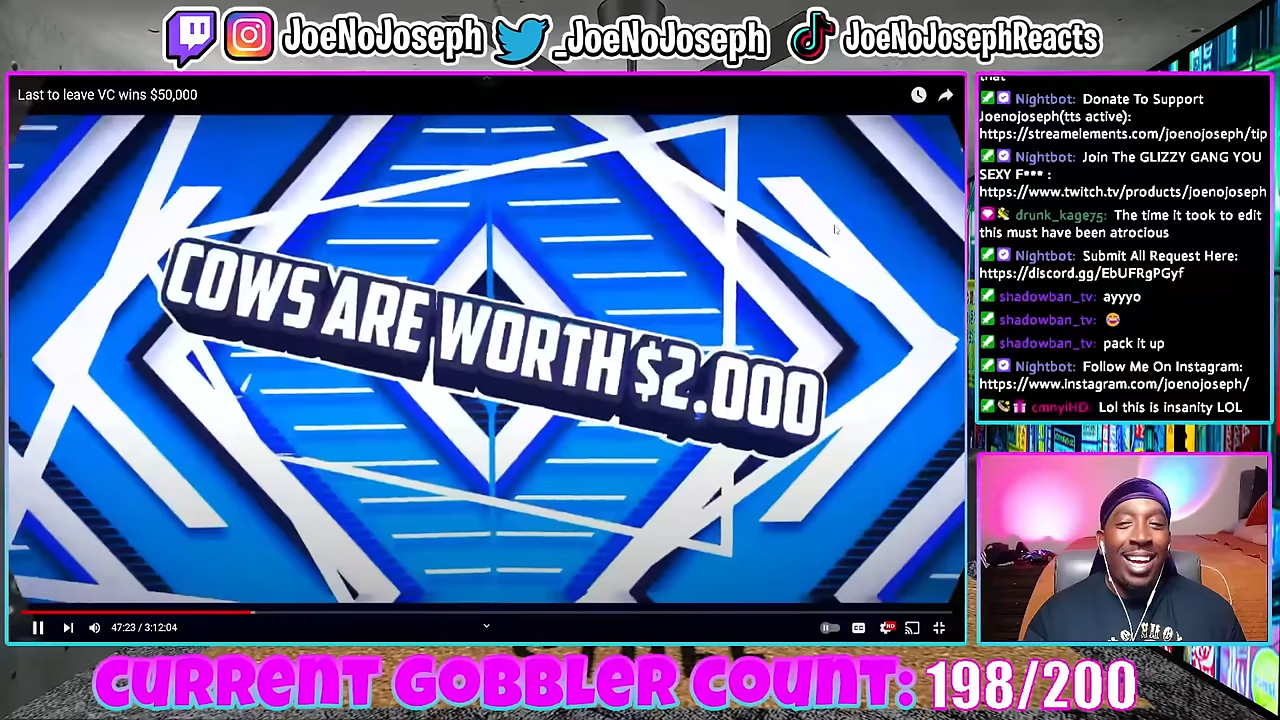 JoeNoJoseph _JoeNoJoseph JoeNoJosephReacts
Last to leave VC wins $50,000
COWS ARE WORTH $2.000
47:23 / 3:12:04
CC
HD
that
Nightbot: Donate To Support
Joenojoseph(tts active):
https://streamelements.com/joenojoseph/tip
Nightbot: Join The GLIZZY GANG YOU
SEXY F*** :
https://www.twitch.tv/products/joenojoseph
drunk_kage75: The time it took to edit
this must have been atrocious
Nightbot: Submit All Request Here:
https://discord.gg/EbUFRgPGyf
shadowban_tv: ayyyo
shadowban_tv: 😂
shadowban_tv: pack it up
Nightbot: Follow Me On Instagram:
https://www.instagram.com/joenojoseph/
cmnyiHD: Lol this is insanity LOL
CURRENT GOBBLER COUNT: 198/200